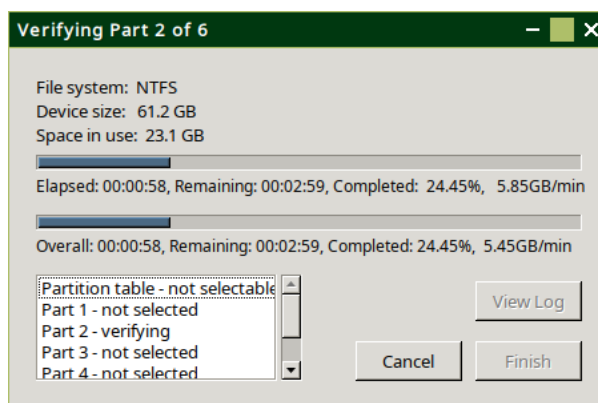 Verifying Part 2 of 6
File system: NTFS
Device size: 61.2 GB
Space in use: 23.1 GB
Elapsed: 00:00:58, Remaining: 00:02:59, Completed: 24.45%, 5.85GB/min
Overall: 00:00:58, Remaining: 00:02:59, Completed: 24.45%, 5.45GB/min
Partition table - not selectable
Part 1 - not selected
Part 2 - verifying
Part 3 - not selected
Part 4 - not selected
View Log
Cancel
Finish